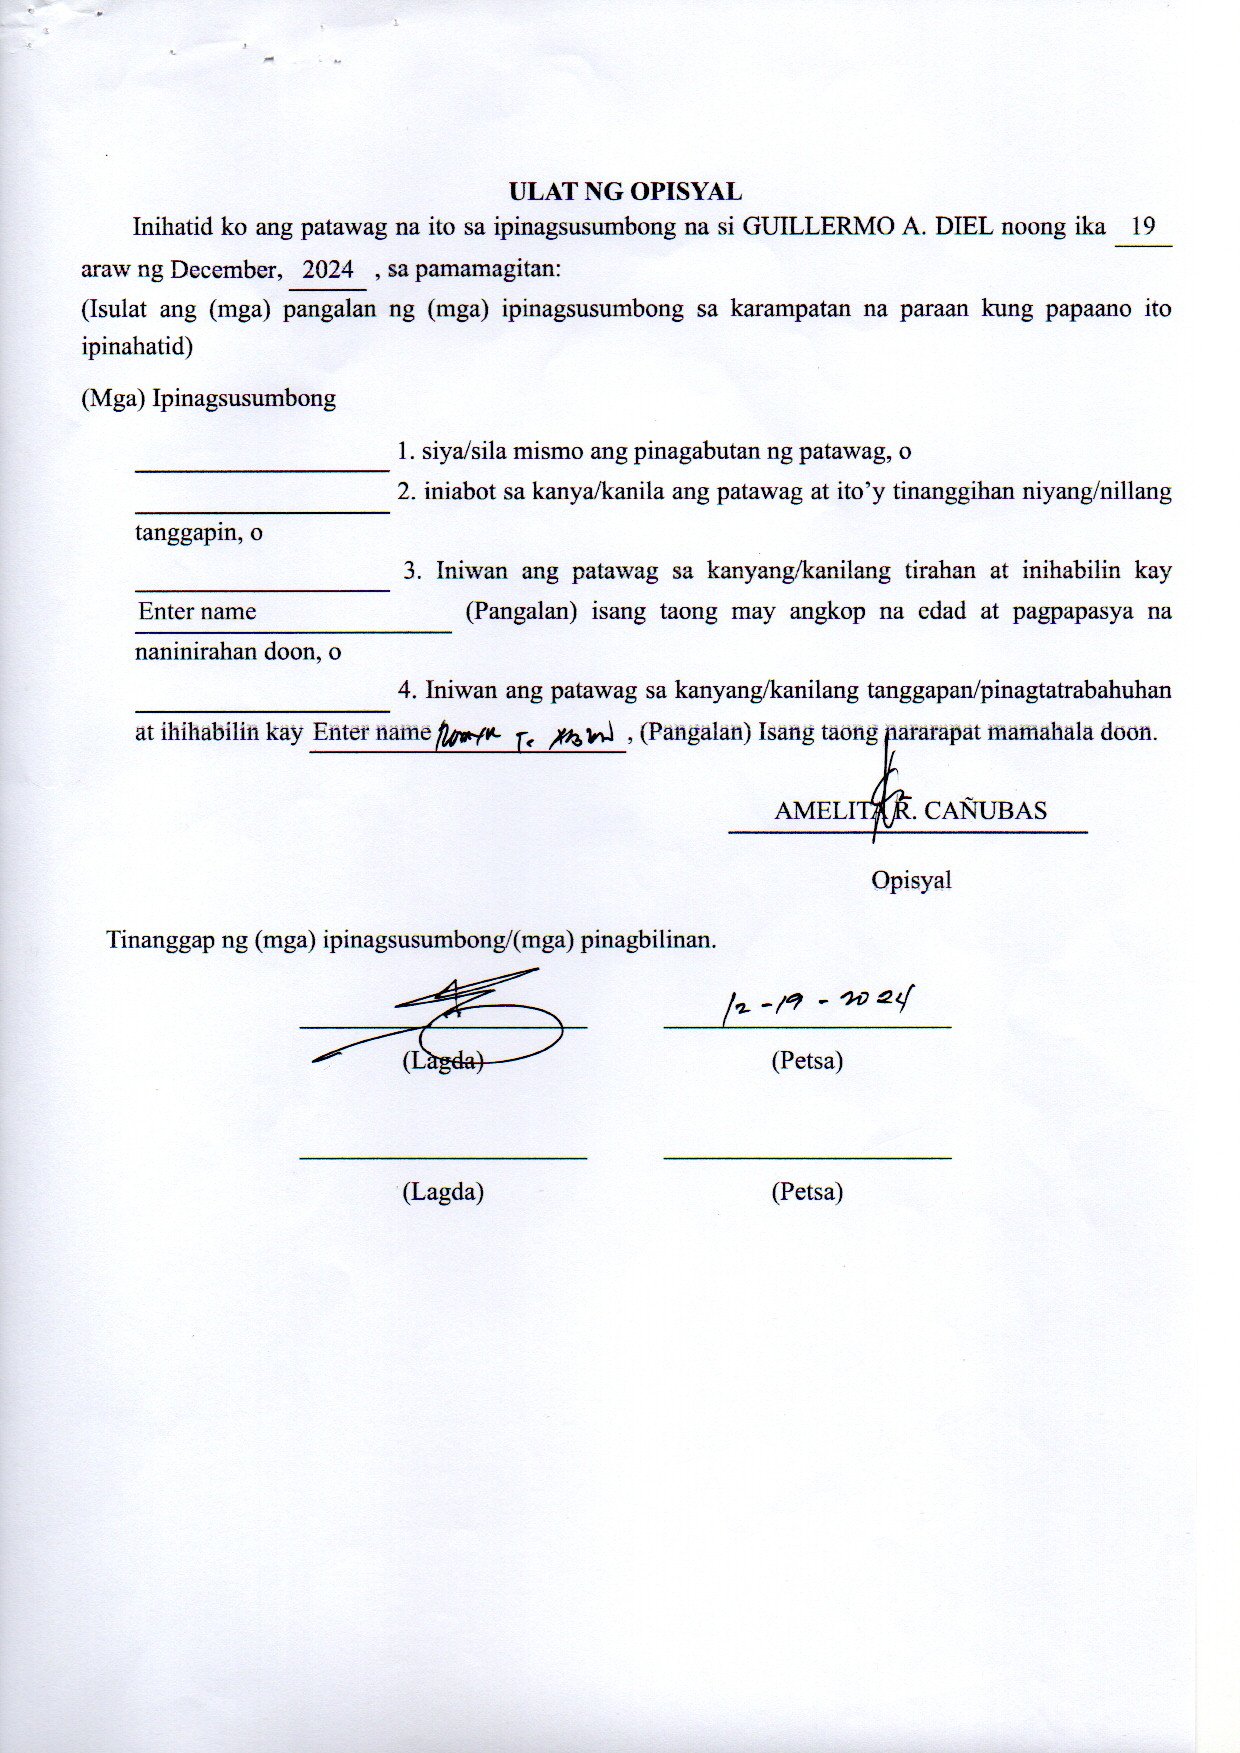 ULAT NG OPISYAL
Inihatid ko ang patawag na ito sa ipinagsusumbong na si GUILLERMO A. DIEL noong ika 19
araw ng December, 2024 , sa pamamagitan:
(Isulat ang (mga) pangalan ng (mga) ipinagsusumbong sa karampatan na paraan kung papaano ito
ipinahatid)
(Mga) Ipinagsusumbong
1. siya/sila mismo ang pinagabutan ng patawag, o
2. iniabot sa kanya/kanila ang patawag at ito’y tinanggihan niyang/nillang
tanggapin, o
3. Iniwan ang patawag sa kanyang/kanilang tirahan at inihabilin kay
Enter name (Pangalan) isang taong may angkop na edad at pagpapasya na
naninirahan doon, o
4. Iniwan ang patawag sa kanyang/kanilang tanggapan/pinagtatrabahuhan
at ihihabilin kay Enter name , (Pangalan) Isang taong nararapat mamahala doon.
AMELITA R. CAÑUBAS
Opisyal
Tinanggap ng (mga) ipinagsusumbong/(mga) pinagbilinan.
12-19-2024
(Lagda) (Petsa)
(Lagda) (Petsa)